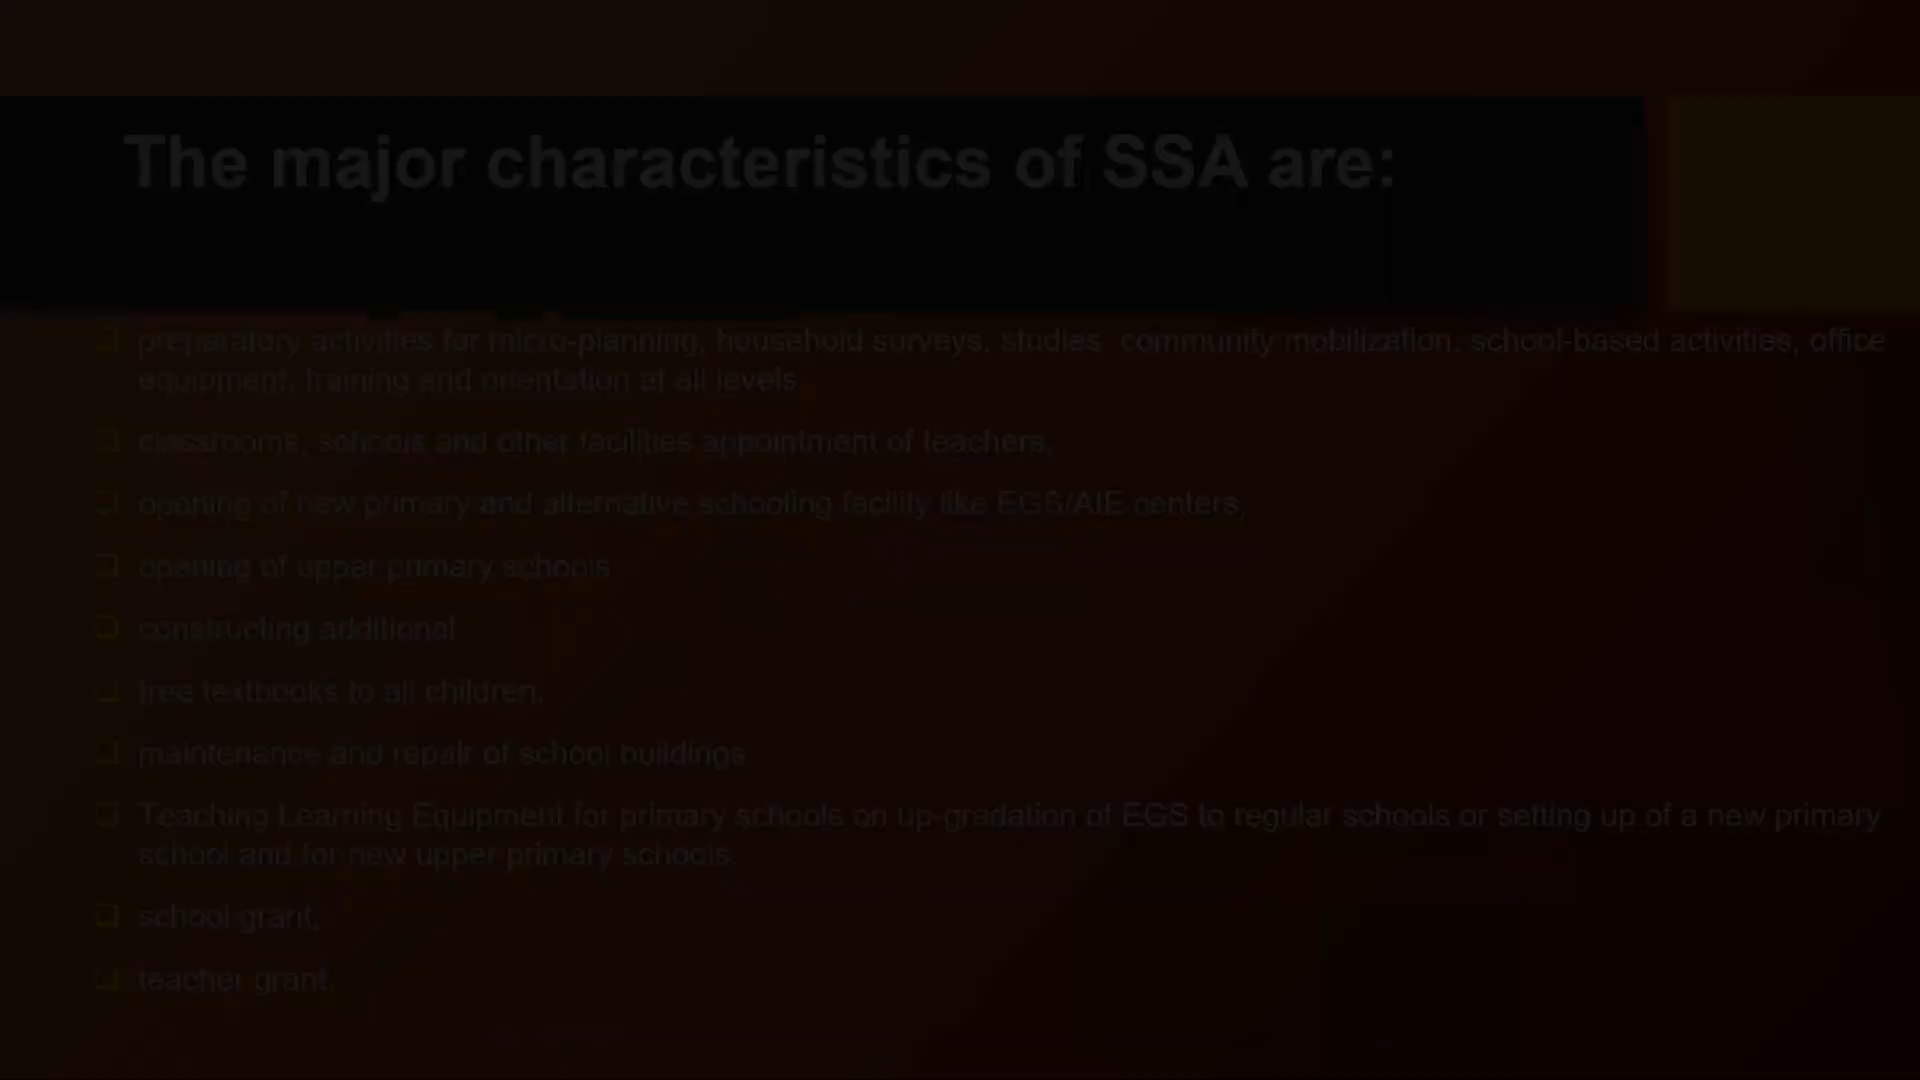 The major characteristics of SSA are:
preparatory activities for micro-planning, household surveys, studies, community mobilization, school-based activities, office
equipment, training and orientation at all levels,
classrooms, schools and other facilities appointment of teachers,
opening of new primary and alternative schooling facility like EGS/AIE centers,
opening of upper primary schools
constructing additional
free textbooks to all children,
maintenance and repair of school buildings
Teaching Learning Equipment for primary schools on up-gradation of EGS to regular schools or setting up of a new primary
school and for new upper primary schools,
school grant,
teacher grant,